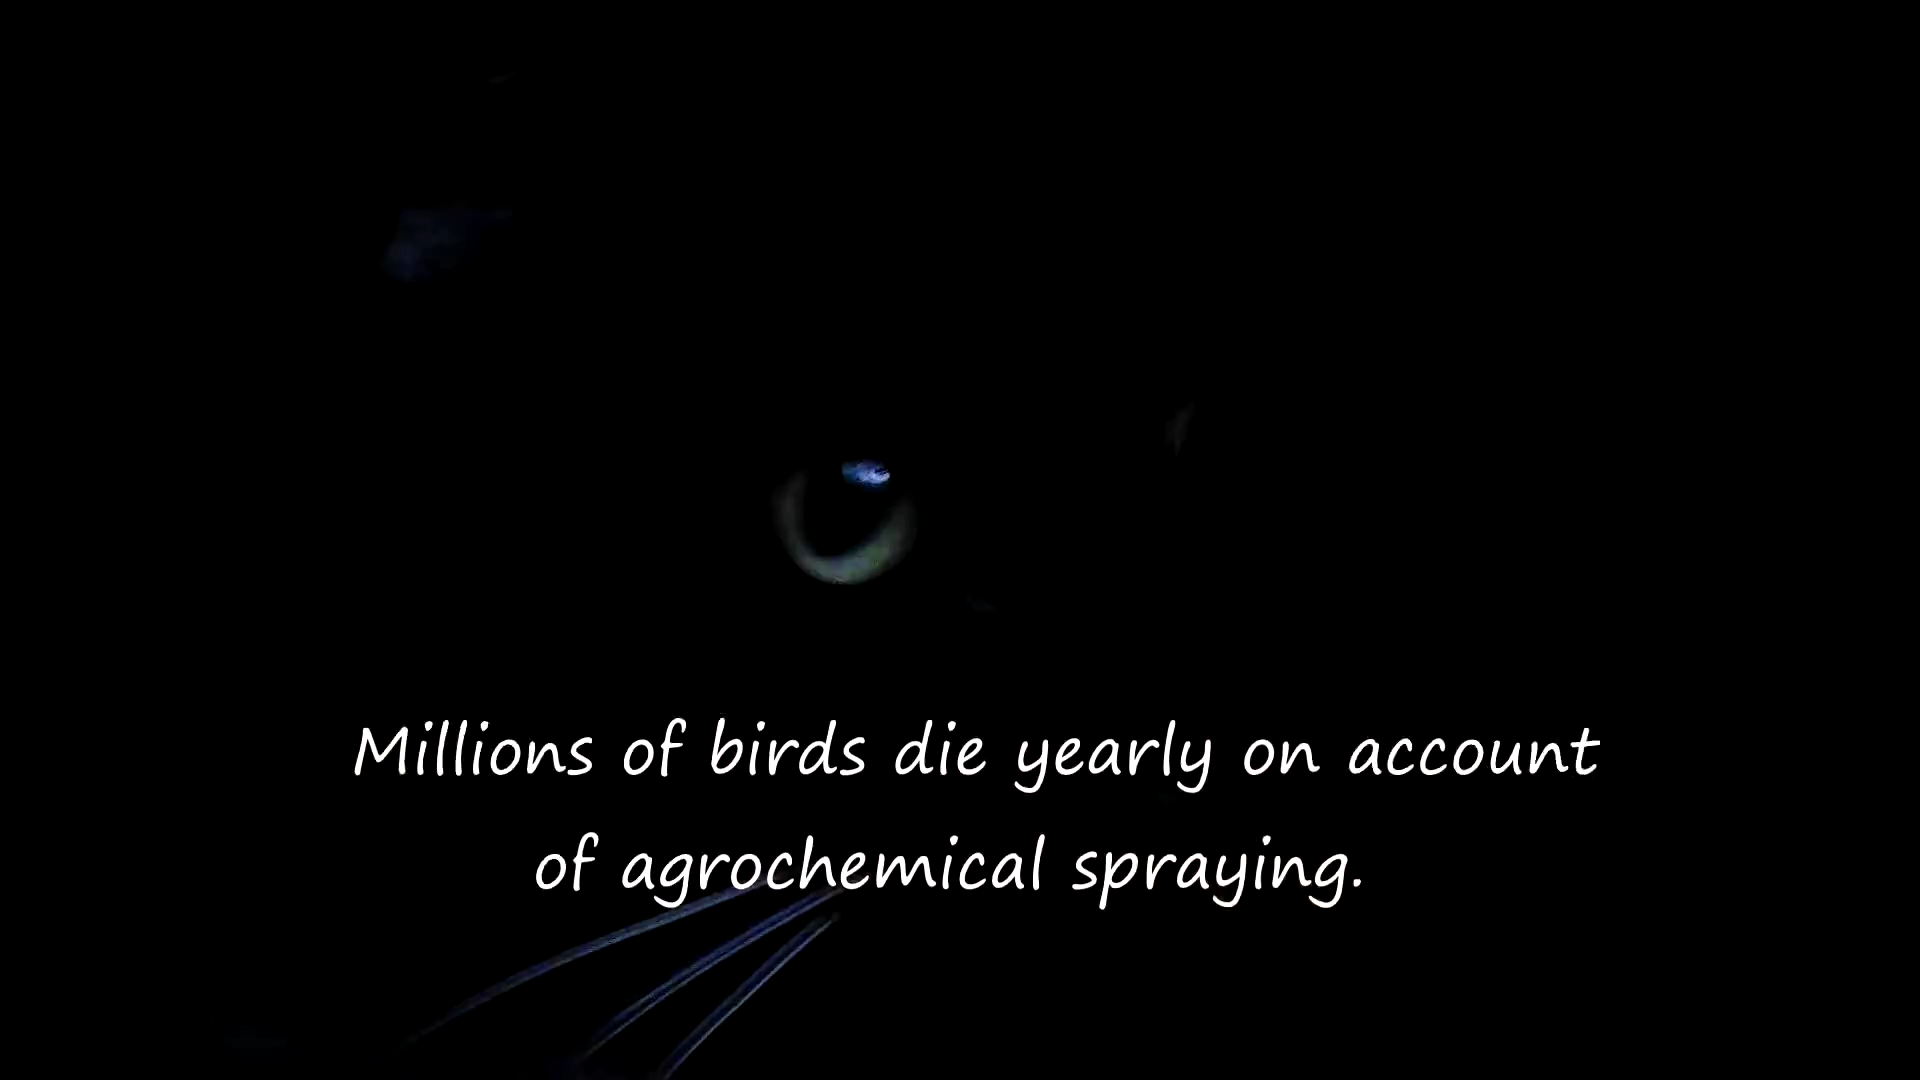 Millions of birds die yearly on account
of agrochemical spraying.